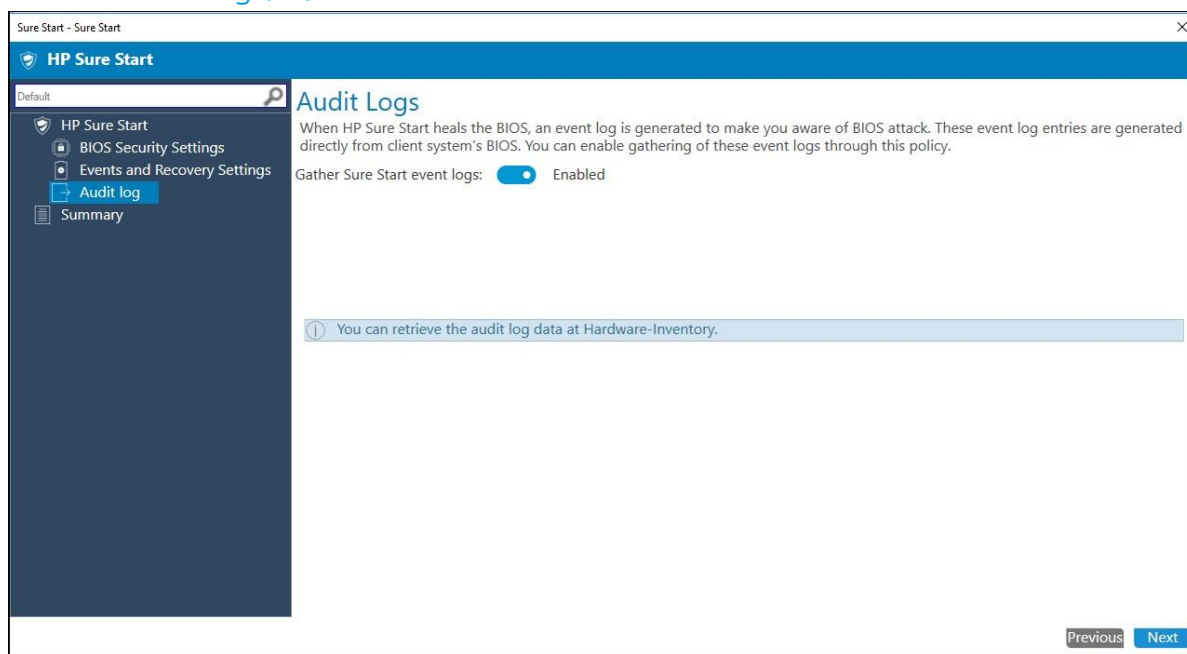 Sure Start - Sure Start
HP Sure Start
Default
HP Sure Start
BIOS Security Settings
Events and Recovery Settings
Audit log
Summary
Audit Logs
When HP Sure Start heals the BIOS, an event log is generated to make you aware of BIOS attack. These event log entries are generated
directly from client system's BIOS. You can enable gathering of these event logs through this policy.
Gather Sure Start event logs: Enabled
You can retrieve the audit log data at Hardware-Inventory.
Previous Next